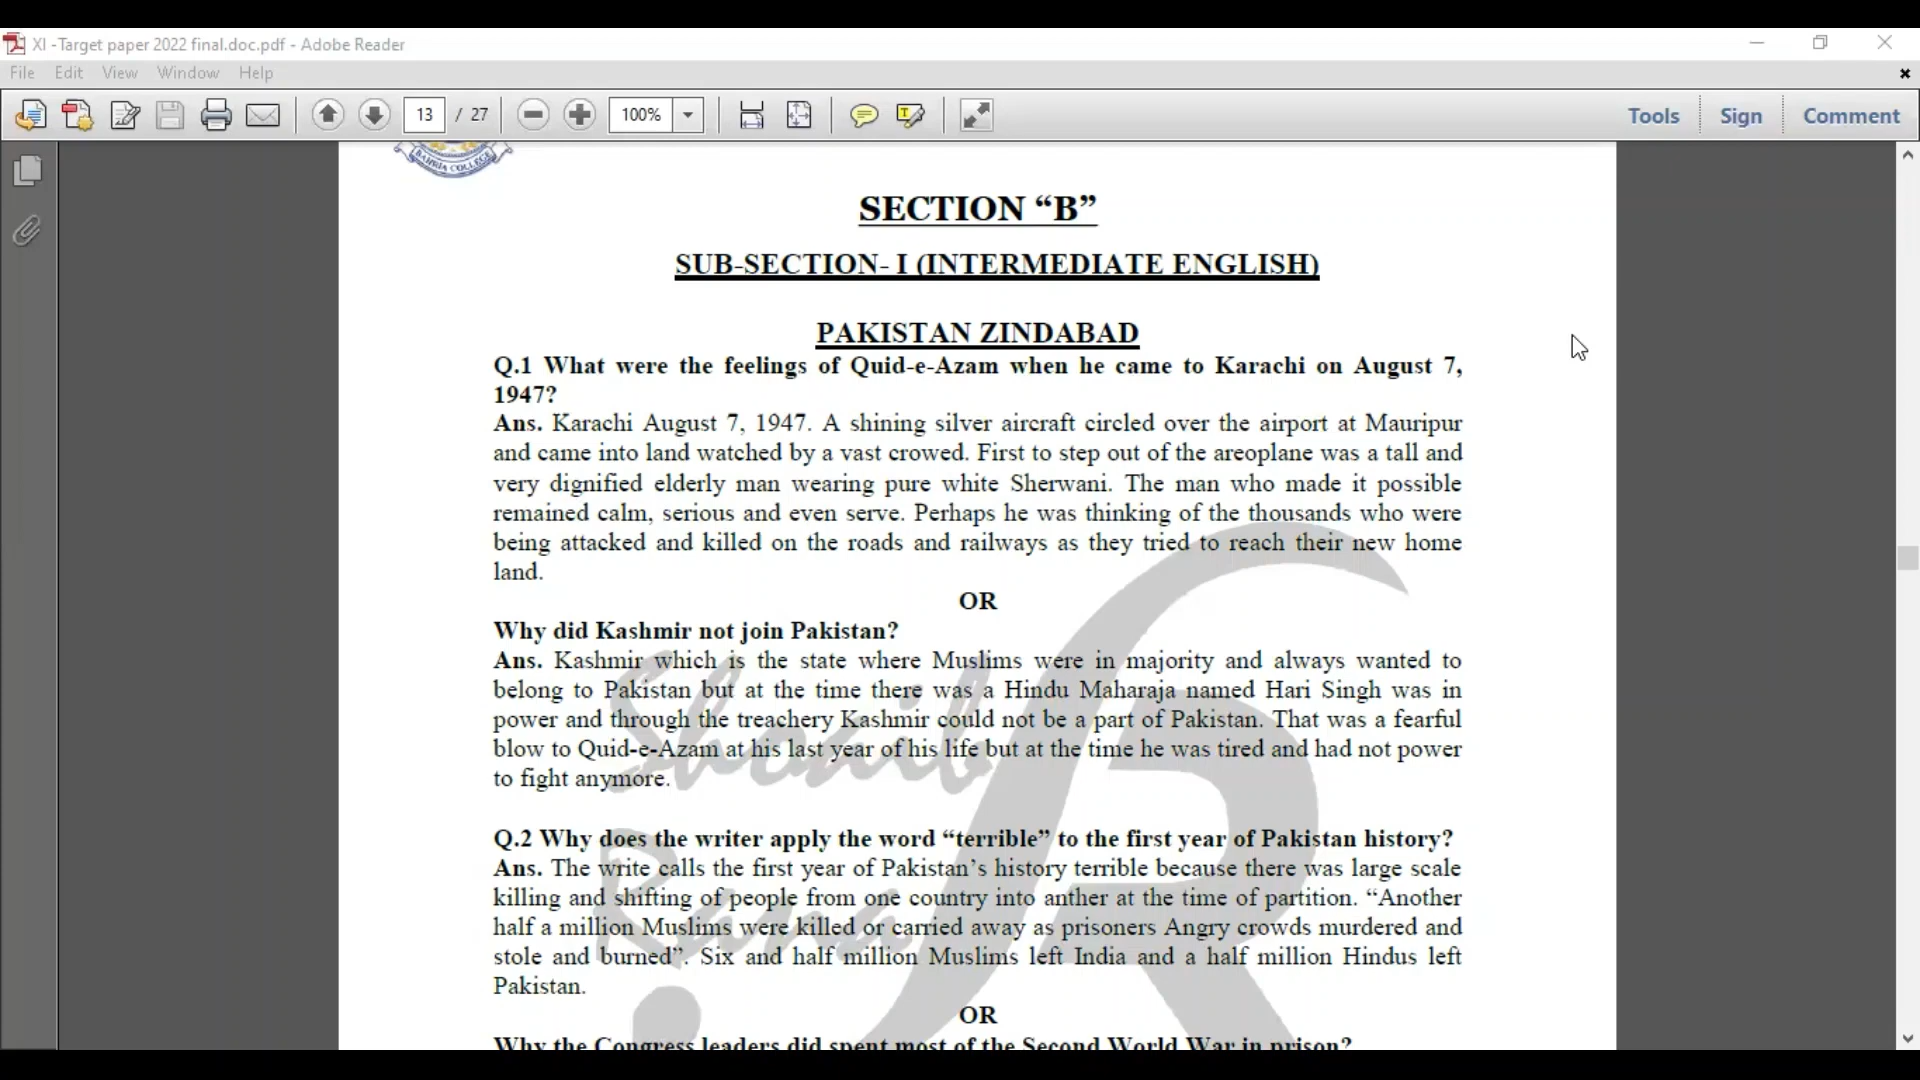 XI -Target paper 2022 final.doc.pdf - Adobe Reader
File Edit View Window Help
13 / 27 100% Tools Sign Comment
BAHRIA COLLEGE
SECTION “B”
SUB-SECTION- I (INTERMEDIATE ENGLISH)
PAKISTAN ZINDABAD
Q.1 What were the feelings of Quid-e-Azam when he came to Karachi on August 7,
1947?
Ans. Karachi August 7, 1947. A shining silver aircraft circled over the airport at Mauripur
and came into land watched by a vast crowed. First to step out of the areoplane was a tall and
very dignified elderly man wearing pure white Sherwani. The man who made it possible
remained calm, serious and even serve. Perhaps he was thinking of the thousands who were
being attacked and killed on the roads and railways as they tried to reach their new home
land.
OR
Why did Kashmir not join Pakistan?
Ans. Kashmir which is the state where Muslims were in majority and always wanted to
belong to Pakistan but at the time there was a Hindu Maharaja named Hari Singh was in
power and through the treachery Kashmir could not be a part of Pakistan. That was a fearful
blow to Quid-e-Azam at his last year of his life but at the time he was tired and had not power
to fight anymore.
Q.2 Why does the writer apply the word “terrible” to the first year of Pakistan history?
Ans. The write calls the first year of Pakistan’s history terrible because there was large scale
killing and shifting of people from one country into anther at the time of partition. “Another
half a million Muslims were killed or carried away as prisoners Angry crowds murdered and
stole and burned”. Six and half million Muslims left India and a half million Hindus left
Pakistan.
OR
Why the Congress leaders did spent most of the Second World War in prison?
Shoaib
Rana